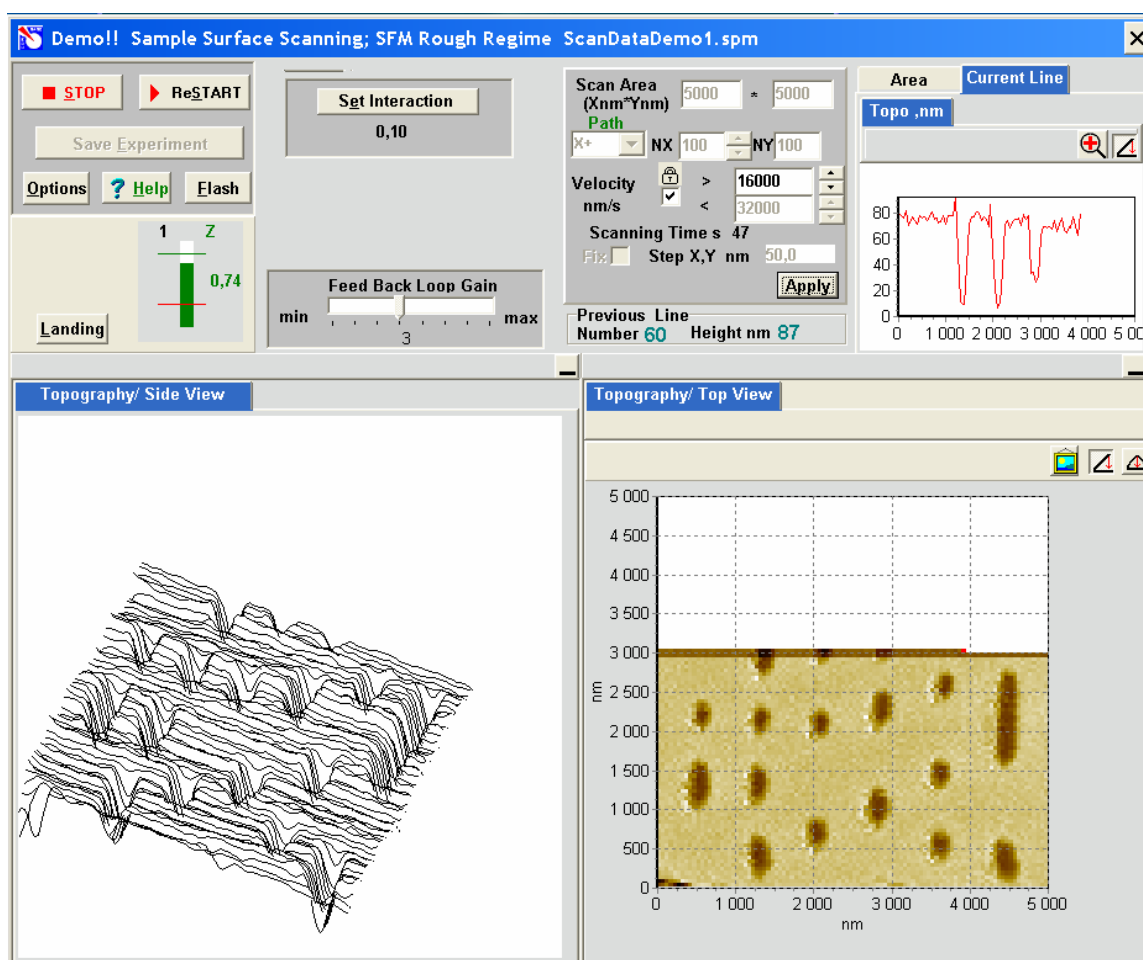 Demo!! Sample Surface Scanning; SFM Rough Regime ScanDataDemo1.spm
STOP
ReSTART
Save Experiment
Options
? Help
Flash
1 Z
0,74
Landing
Set Interaction
0,10
Feed Back Loop Gain
min
max
3
Scan Area
(Xnm*Ynm)
5000 * 5000
Path
X+ NX 100 NY 100
Velocity > 16000
nm/s < 32000
Scanning Time s 47
Fix Step X,Y nm 50,0
Apply
Previous Line
Number 60 Height nm 87
Area
Current Line
Topo ,nm
80
60
40
20
0
0 1 000 2 000 3 000 4 000 5 00
Topography/ Side View
Topography/ Top View
5 000
4 500
4 000
3 500
3 000
2 500
2 000
1 500
1 000
500
0
nm
0 1 000 2 000 3 000 4 000 5 000
nm